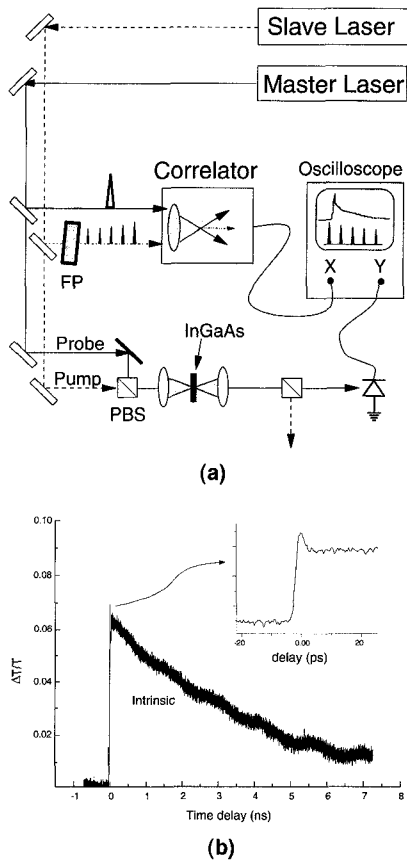 Slave Laser
Master Laser
Correlator
Oscilloscope
X Y
FP
InGaAs
Probe
Pump
PBS
(a)
0.10
0.08
0.06
0.04
0.02
ΔT/T
Intrinsic
-20 0.00 20
delay (ps)
-1 0 1 2 3 4 5 6 7 8
Time delay (ns)
(b)